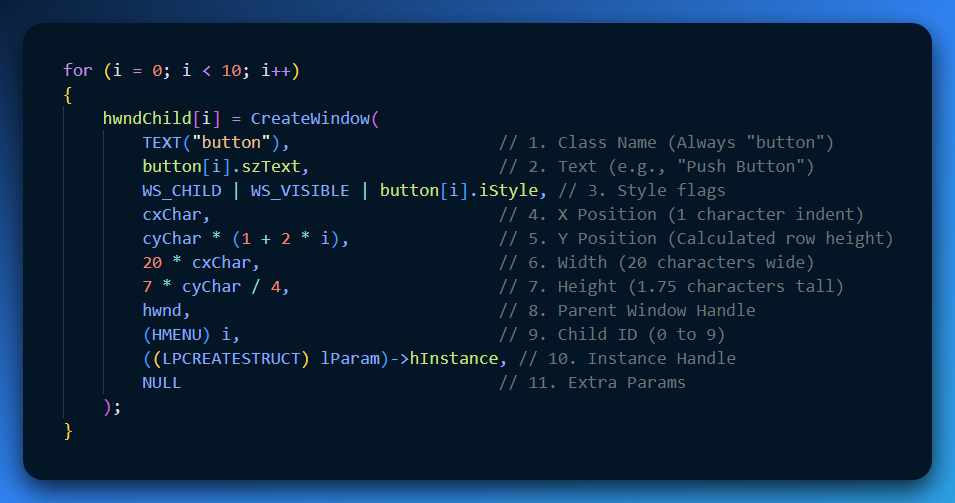 for (i = 0; i < 10; i++)
{
    hwndChild[i] = CreateWindow(
        TEXT("button"),                     // 1. Class Name (Always "button")
        button[i].szText,                   // 2. Text (e.g., "Push Button")
        WS_CHILD | WS_VISIBLE | button[i].iStyle, // 3. Style flags
        cxChar,                             // 4. X Position (1 character indent)
        cyChar * (1 + 2 * i),               // 5. Y Position (Calculated row height)
        20 * cxChar,                        // 6. Width (20 characters wide)
        7 * cyChar / 4,                     // 7. Height (1.75 characters tall)
        hwnd,                               // 8. Parent Window Handle
        (HMENU) i,                          // 9. Child ID (0 to 9)
        ((LPCREATESTRUCT) lParam)->hInstance, // 10. Instance Handle
        NULL                                // 11. Extra Params
    );
}